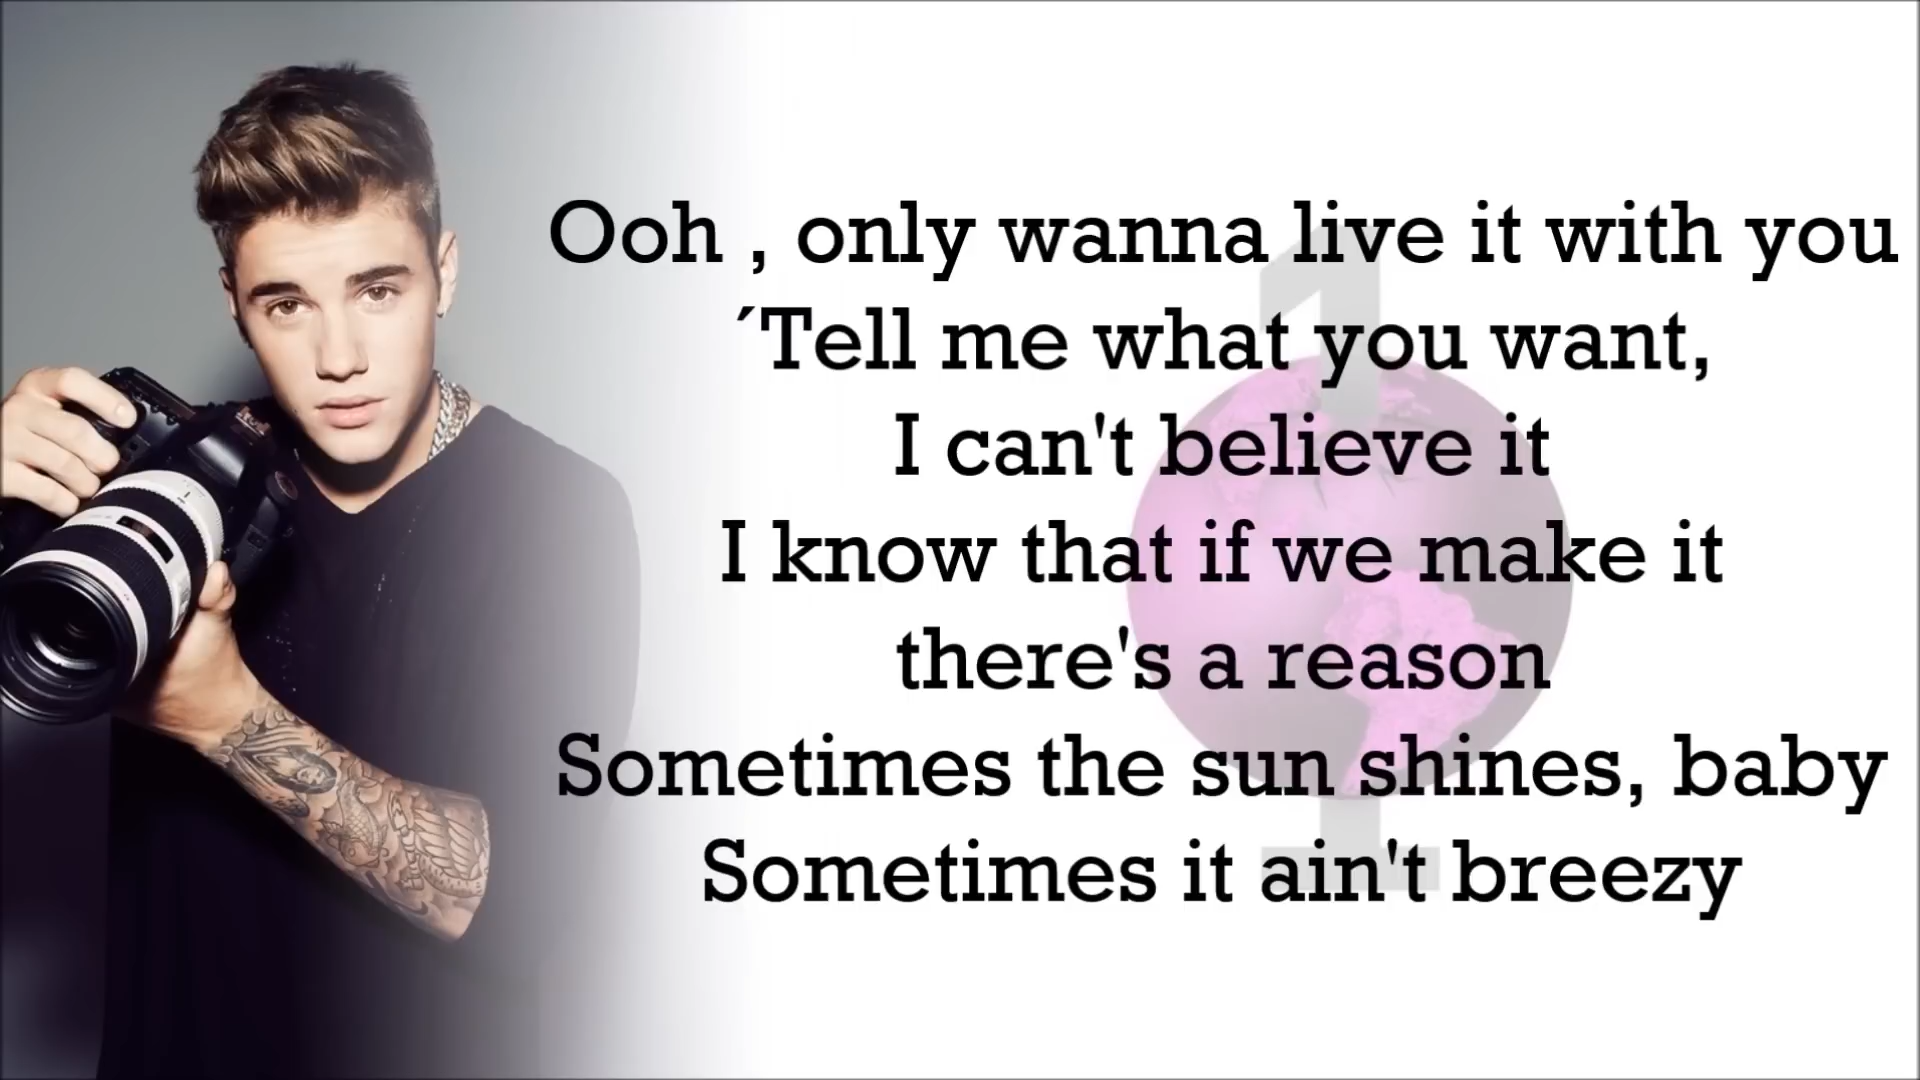 Ooh , only wanna live it with you
´Tell me what you want,
I can't believe it
I know that if we make it
there's a reason
Sometimes the sun shines, baby
Sometimes it ain't breezy